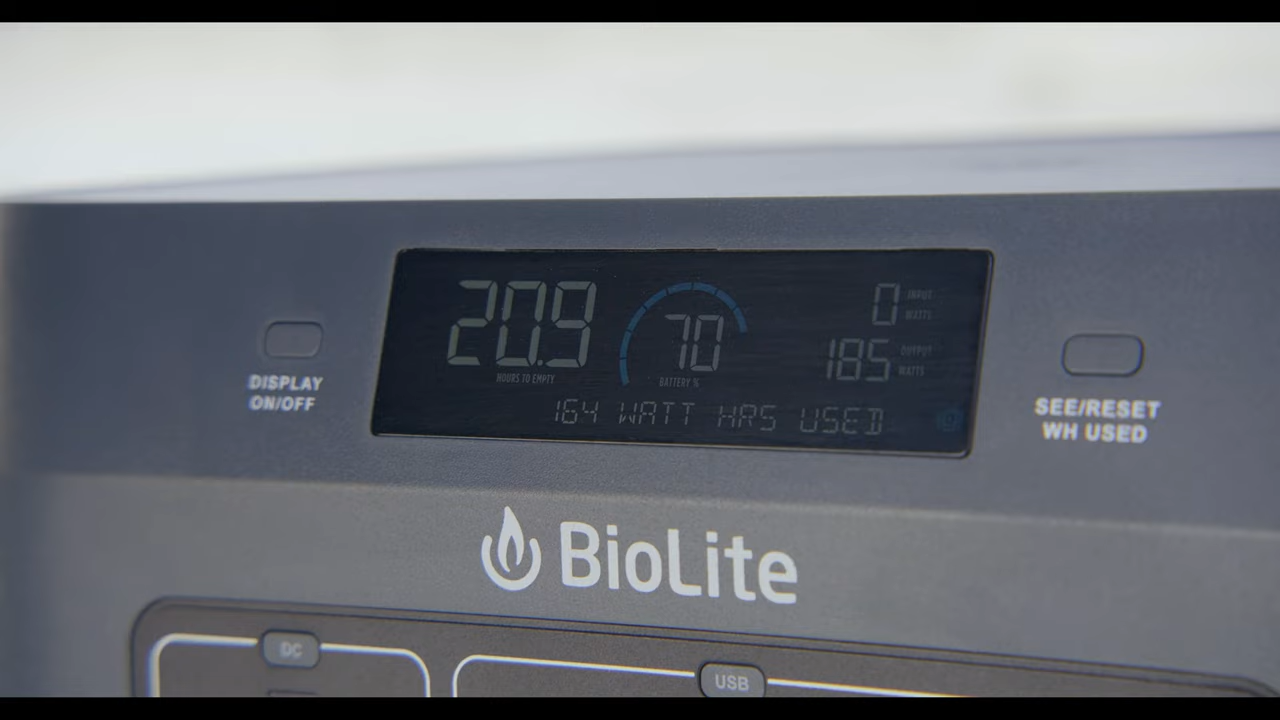 20.9
HOURS TO EMPTY
70
BATTERY %
0 INPUT WATTS
185 OUTPUT WATTS
164 WATT HRS USED
DISPLAY
ON/OFF
SEE/RESET
WH USED
BioLite
DC
USB